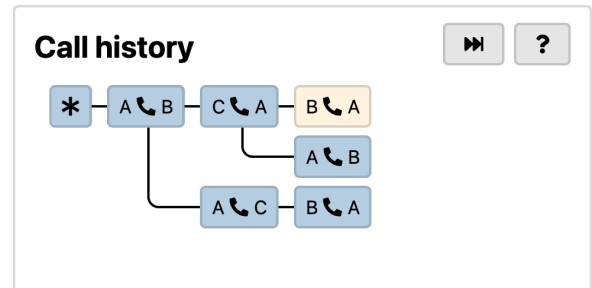 Call history
⏭ ?
* A 📞 B C 📞 A B 📞 A
A 📞 B
A 📞 C B 📞 A